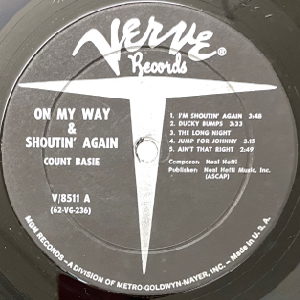 Verve®
Records
ON MY WAY
&
SHOUTIN' AGAIN
COUNT BASIE
V/8511 A
(62-VG-236)
1. I'M SHOUTIN' AGAIN 3:48
2. DUCKY BUMPS 3:33
3. THE LONG NIGHT
4. JUMP FOR JOHNNY 3:15
5. AIN'T THAT RIGHT 2:49
Composer: Neal Hefti
Publisher: Neal Hefti Music, Inc.
(ASCAP)
MGM RECORDS—A DIVISION OF METRO-GOLDWYN-MAYER, INC.—Made in U.S.A.